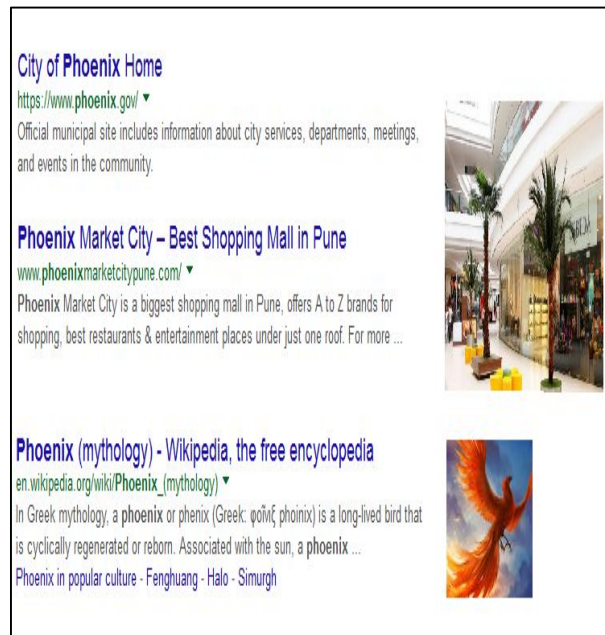 City of Phoenix Home
https://www.phoenix.gov/
Official municipal site includes information about city services, departments, meetings,
and events in the community.
Phoenix Market City – Best Shopping Mall in Pune
www.phoenixmarketcitypune.com/
Phoenix Market City is a biggest shopping mall in Pune, offers A to Z brands for
shopping, best restaurants & entertainment places under just one roof. For more ...
Phoenix (mythology) - Wikipedia, the free encyclopedia
en.wikipedia.org/wiki/Phoenix_(mythology)
In Greek mythology, a phoenix or phenix (Greek: φοῖνιξ phoinix) is a long-lived bird that
is cyclically regenerated or reborn. Associated with the sun, a phoenix ...
Phoenix in popular culture - Fenghuang - Halo - Simurgh